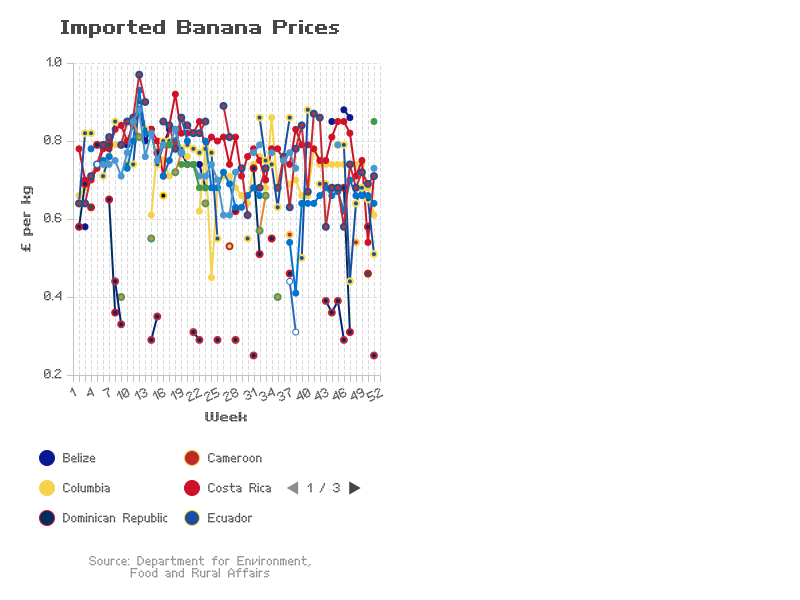 Imported Banana Prices
1.0
0.8
0.6
0.4
0.2
£ per kg
1 4 7 10 13 16 19 22 25 28 31 34 37 40 43 46 49 52
Week
Belize
Cameroon
Columbia
Costa Rica
1 / 3
Dominican Republic
Ecuador
Source: Department for Environment,
Food and Rural Affairs